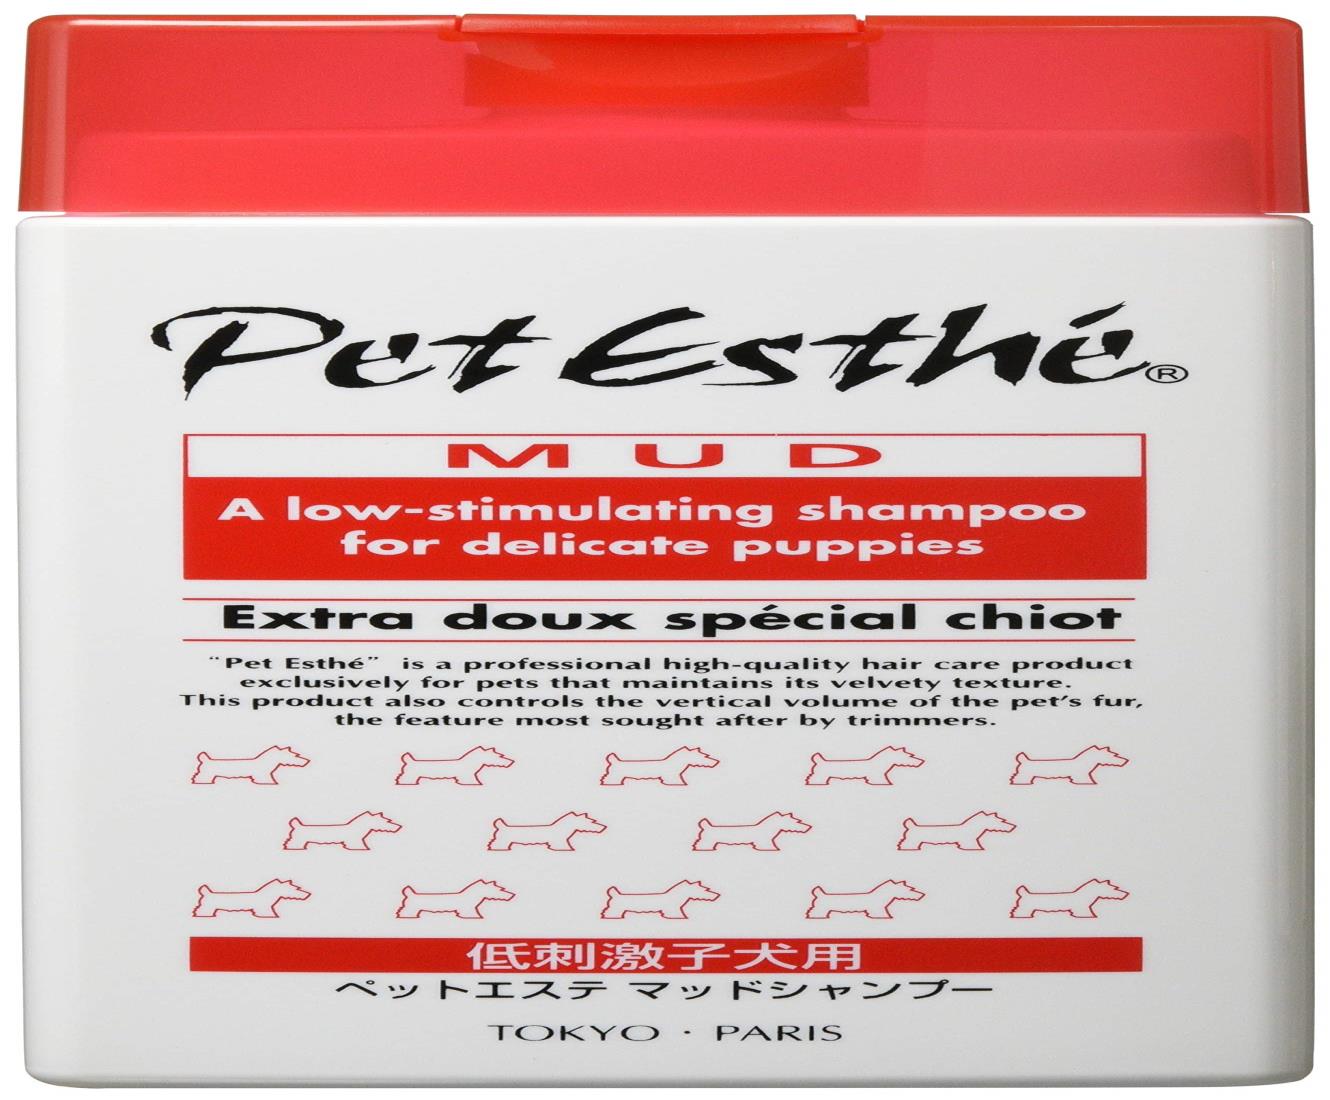 Pet Esthé®
MUD
A low-stimulating shampoo
for delicate puppies
Extra doux spécial chiot
“Pet Esthé” is a professional high-quality hair care product
exclusively for pets that maintains its velvety texture.
This product also controls the vertical volume of the pet’s fur,
the feature most sought after by trimmers.
低刺激子犬用
ペットエステ マッドシャンプー
TOKYO · PARIS